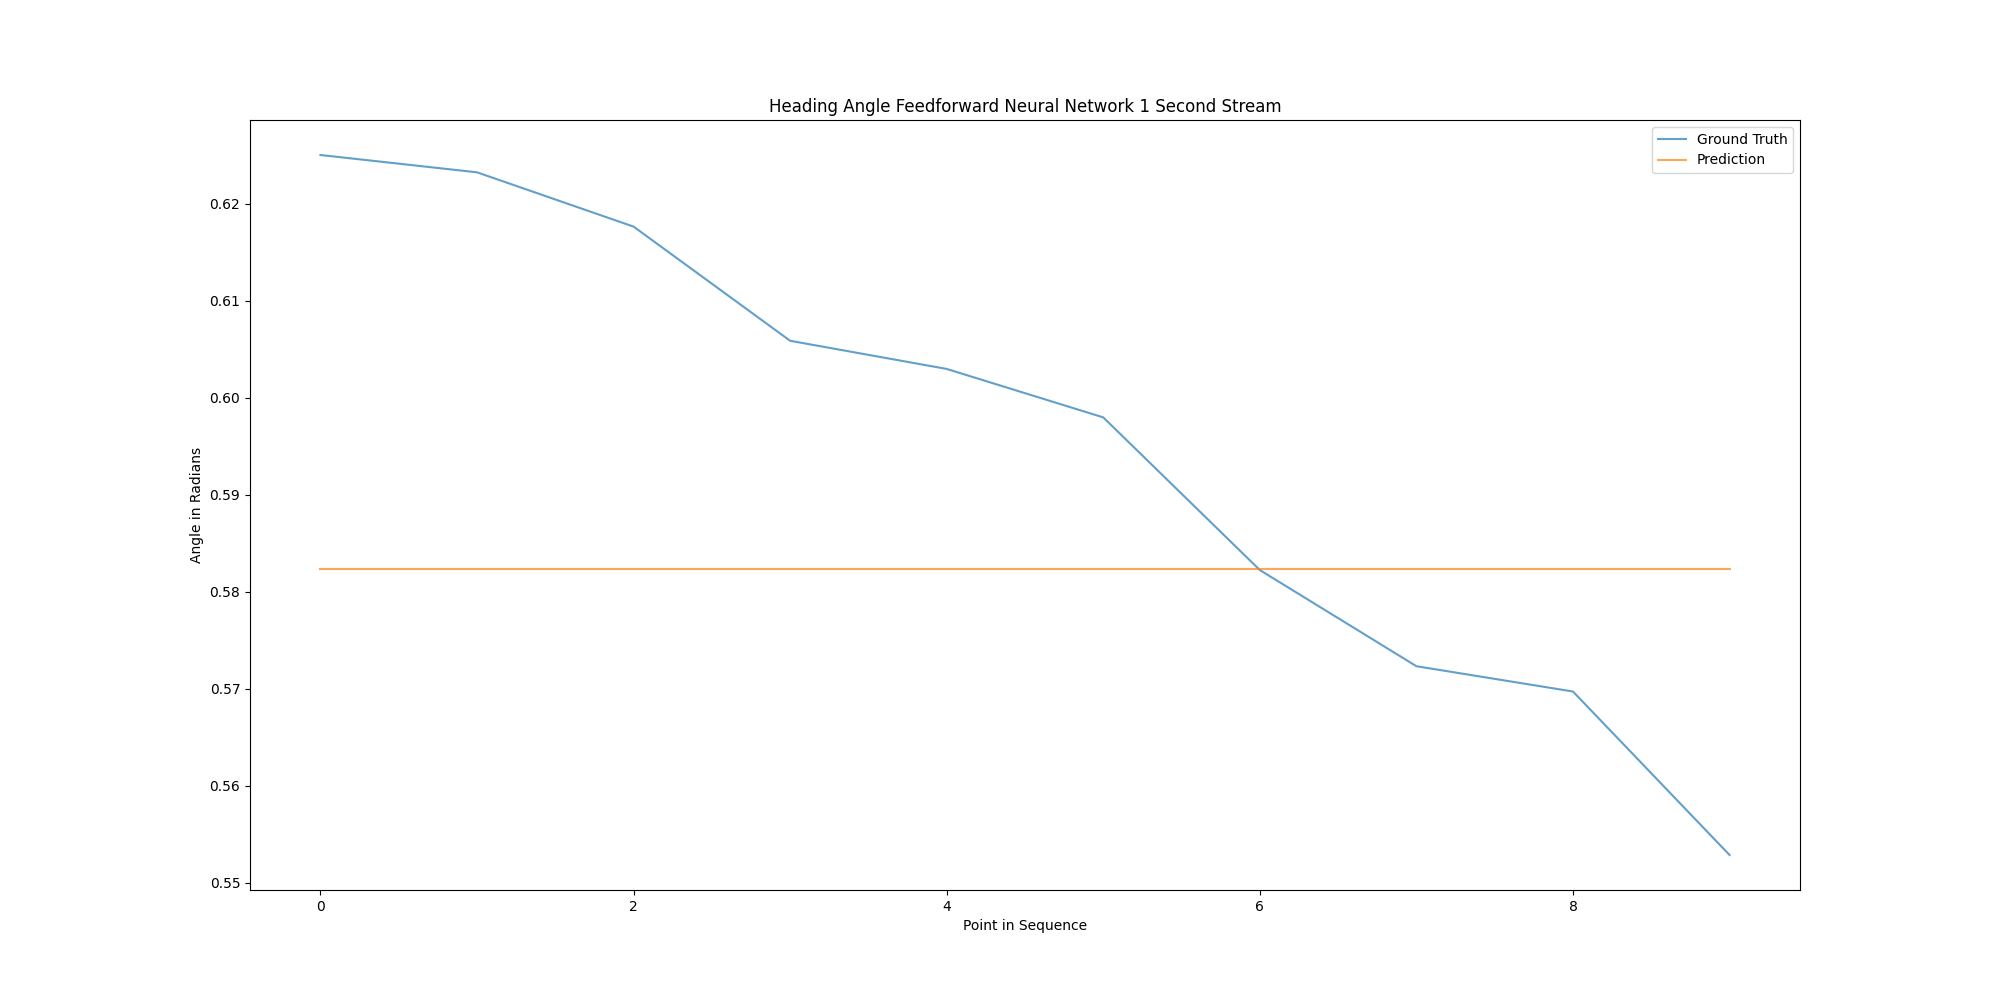 Heading Angle Feedforward Neural Network 1 Second Stream
Ground Truth
Prediction
0.62
0.61
0.60
0.59
0.58
0.57
0.56
0.55
Angle in Radians
0 2 4 6 8
Point in Sequence